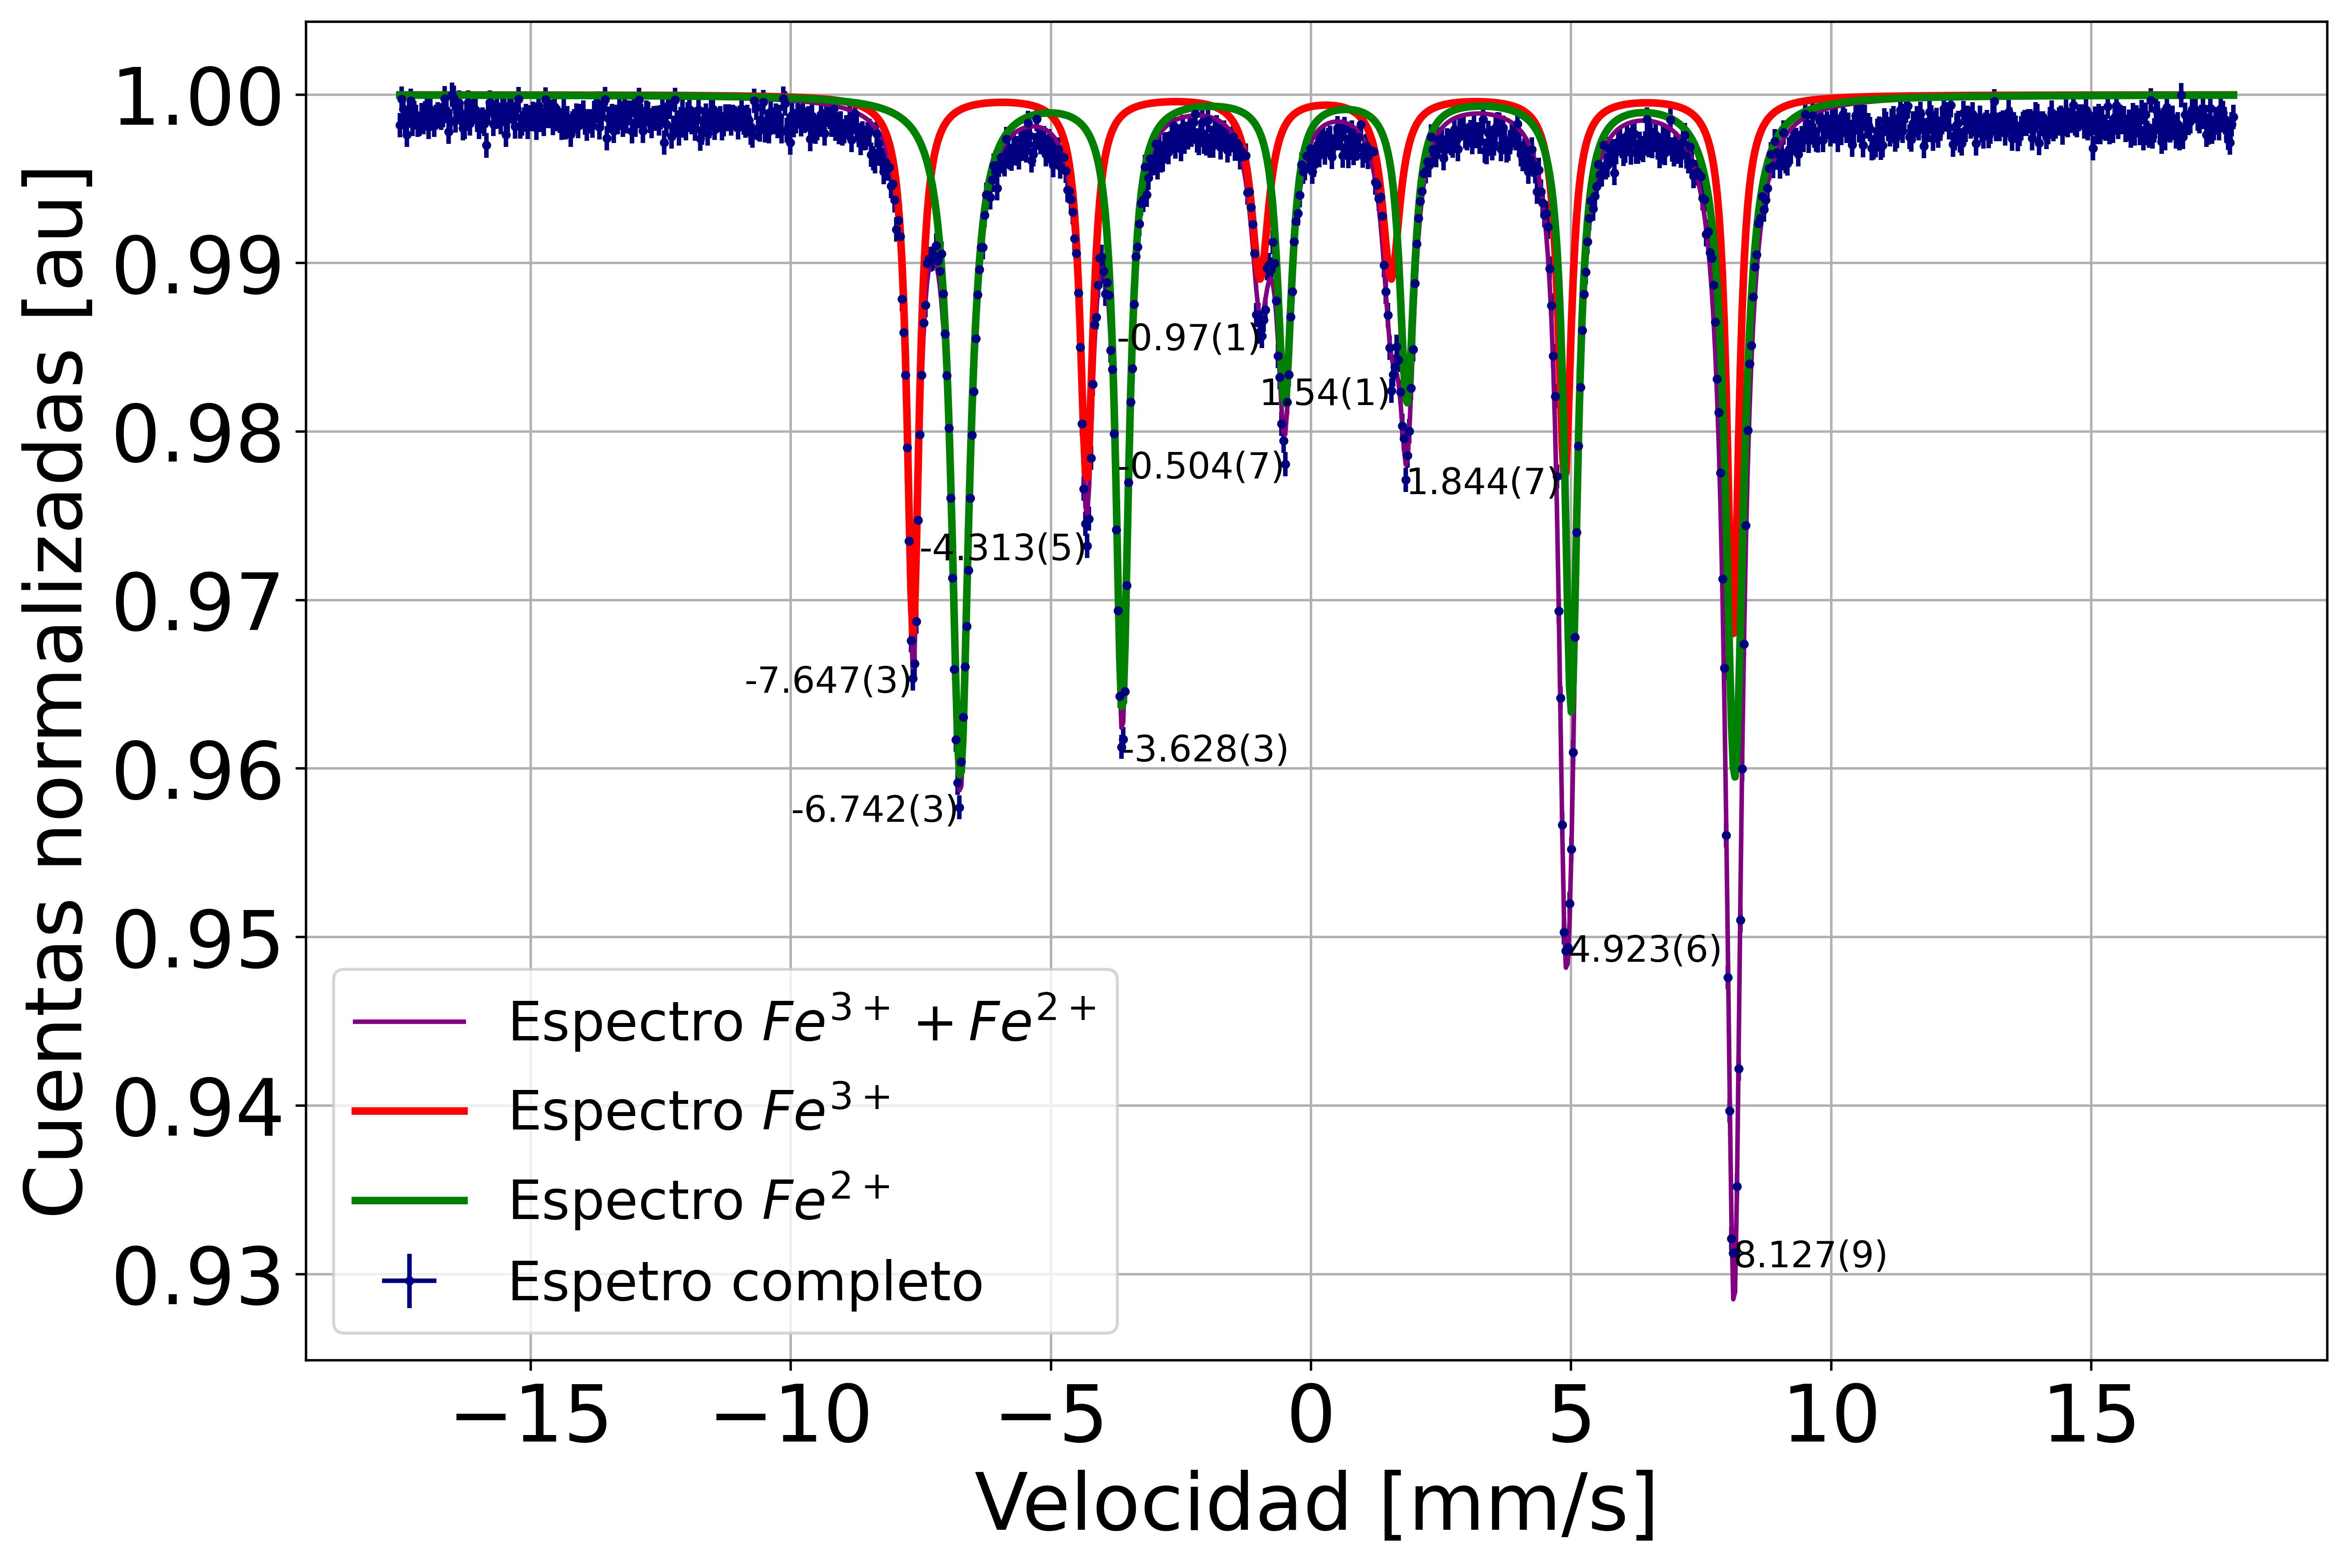 Cuentas normalizadas [au]
1.00
0.99
0.98
0.97
0.96
0.95
0.94
0.93
-0.97(1)
1.54(1)
-0.504(7)
1.844(7)
-4.313(5)
-7.647(3)
-3.628(3)
-6.742(3)
4.923(6)
8.127(9)
Espectro Fe³⁺ + Fe²⁺
Espectro Fe³⁺
Espectro Fe²⁺
Espetro completo
−15 −10 −5 0 5 10 15
Velocidad [mm/s]